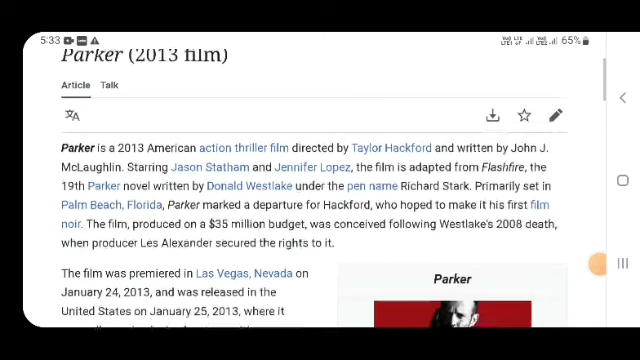 5:33
65%
Parker (2013 film)
Article Talk
Parker is a 2013 American action thriller film directed by Taylor Hackford and written by John J.
McLaughlin. Starring Jason Statham and Jennifer Lopez, the film is adapted from Flashfire, the
19th Parker novel written by Donald Westlake under the pen name Richard Stark. Primarily set in
Palm Beach, Florida, Parker marked a departure for Hackford, who hoped to make it his first film
noir. The film, produced on a $35 million budget, was conceived following Westlake's 2008 death,
when producer Les Alexander secured the rights to it.
The film was premiered in Las Vegas, Nevada on
January 24, 2013, and was released in the
United States on January 25, 2013, where it
Parker